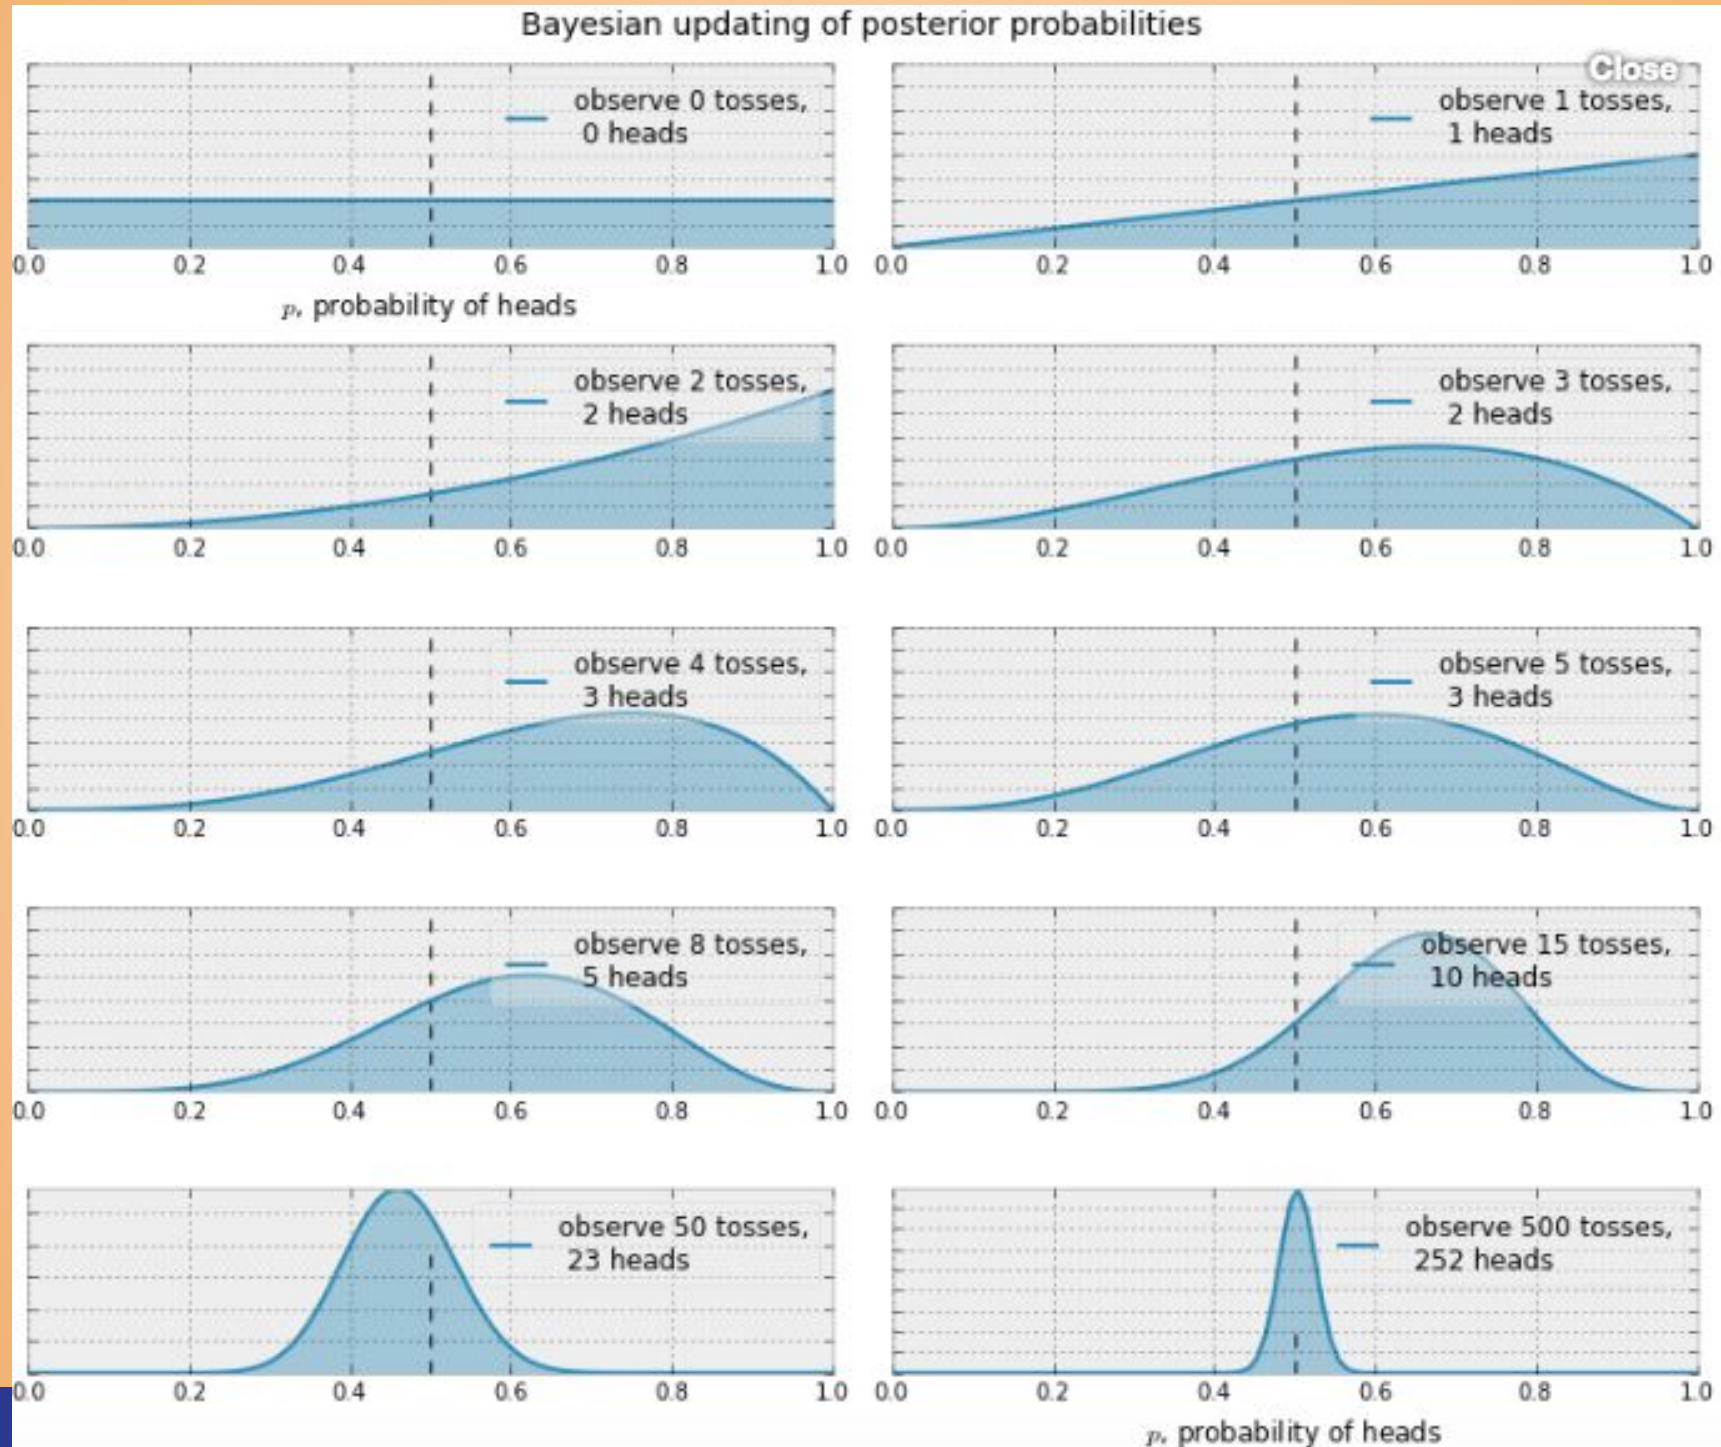 Bayesian updating of posterior probabilities
Close
observe 0 tosses,
0 heads
0.0 0.2 0.4 0.6 0.8 1.0
p, probability of heads
observe 1 tosses,
1 heads
0.0 0.2 0.4 0.6 0.8 1.0
observe 2 tosses,
2 heads
0.0 0.2 0.4 0.6 0.8 1.0
observe 3 tosses,
2 heads
0.0 0.2 0.4 0.6 0.8 1.0
observe 4 tosses,
3 heads
0.0 0.2 0.4 0.6 0.8 1.0
observe 5 tosses,
3 heads
0.0 0.2 0.4 0.6 0.8 1.0
observe 8 tosses,
5 heads
0.0 0.2 0.4 0.6 0.8 1.0
observe 15 tosses,
10 heads
0.0 0.2 0.4 0.6 0.8 1.0
observe 50 tosses,
23 heads
0.0 0.2 0.4 0.6 0.8 1.0
observe 500 tosses,
252 heads
0.0 0.2 0.4 0.6 0.8 1.0
p, probability of heads